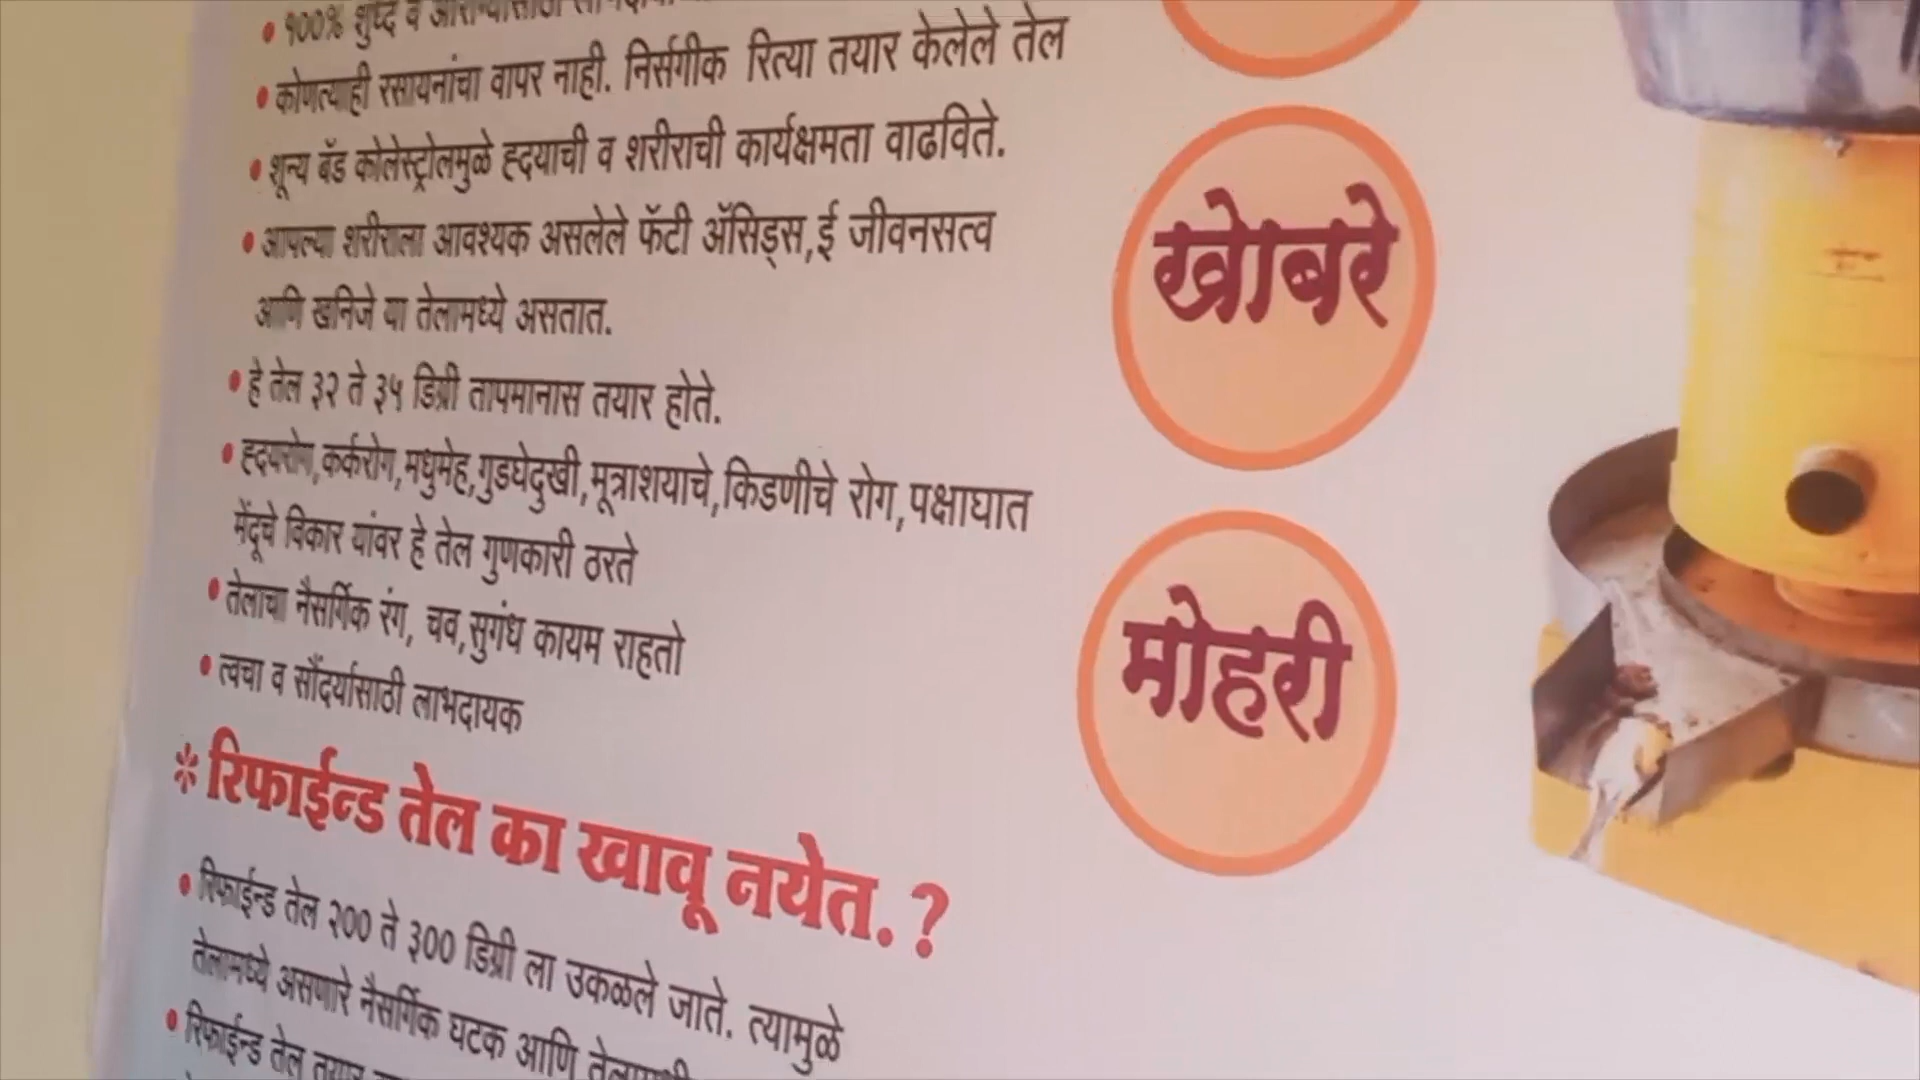 • १००% शुध्द व आरोग्यासाठी
• कोणत्याही रसायनांचा वापर नाही. निर्सगीक रित्या तयार केलेले तेल
• शून्य बॅड कोलेस्ट्रोलमुळे ह्दयाची व शरीराची कार्यक्षमता वाढविते.
• आपल्या शरीराला आवश्यक असलेले फॅटी ॲसिड्स,ई जीवनसत्व
आणि खनिजे या तेलामध्ये असतात.
• हे तेल ३२ ते ३५ डिग्री तापमानास तयार होते.
• ह्दयरोग,कर्करोग,मधुमेह,गुडघेदुखी,मूत्राशयाचे,किडणीचे रोग,पक्षाघात
मेंदूचे विकार यांवर हे तेल गुणकारी ठरते
• तेलाचा नैसर्गिक रंग, चव,सुगंध कायम राहतो
• त्वचा व सौंदर्यासाठी लाभदायक
* रिफाईन्ड तेल का खावू नयेत. ?
• रिफाईन्ड तेल २०० ते ३०० डिग्री ला उकळले जाते. त्यामुळे
तेलामध्ये असणारे नैसर्गिक घटक आणि
• रिफाईन्ड तेल तयार
खोबरे
मोहरी